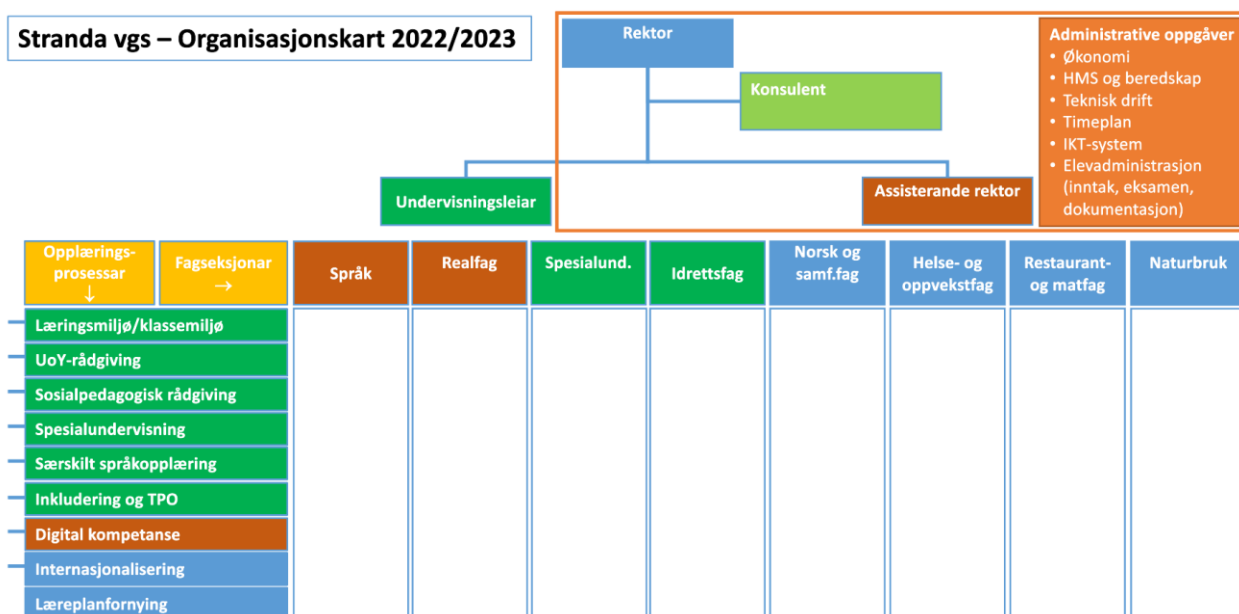 Stranda vgs – Organisasjonskart 2022/2023
Rektor
Konsulent
Administrative oppgåver
• Økonomi
• HMS og beredskap
• Teknisk drift
• Timeplan
• IKT-system
• Elevadministrasjon
(inntak, eksamen,
dokumentasjon)
Undervisningsleiar
Assisterande rektor
Opplærings-
prosessar
↓
Fagseksjonar
→
Språk
Realfag
Spesialund.
Idrettsfag
Norsk og
samf.fag
Helse- og
oppvekstfag
Restaurant-
og matfag
Naturbruk
Læringsmiljø/klassemiljø
UoY-rådgiving
Sosialpedagogisk rådgiving
Spesialundervisning
Særskilt språkopplæring
Inkludering og TPO
Digital kompetanse
Internasjonalisering
Læreplanfornying